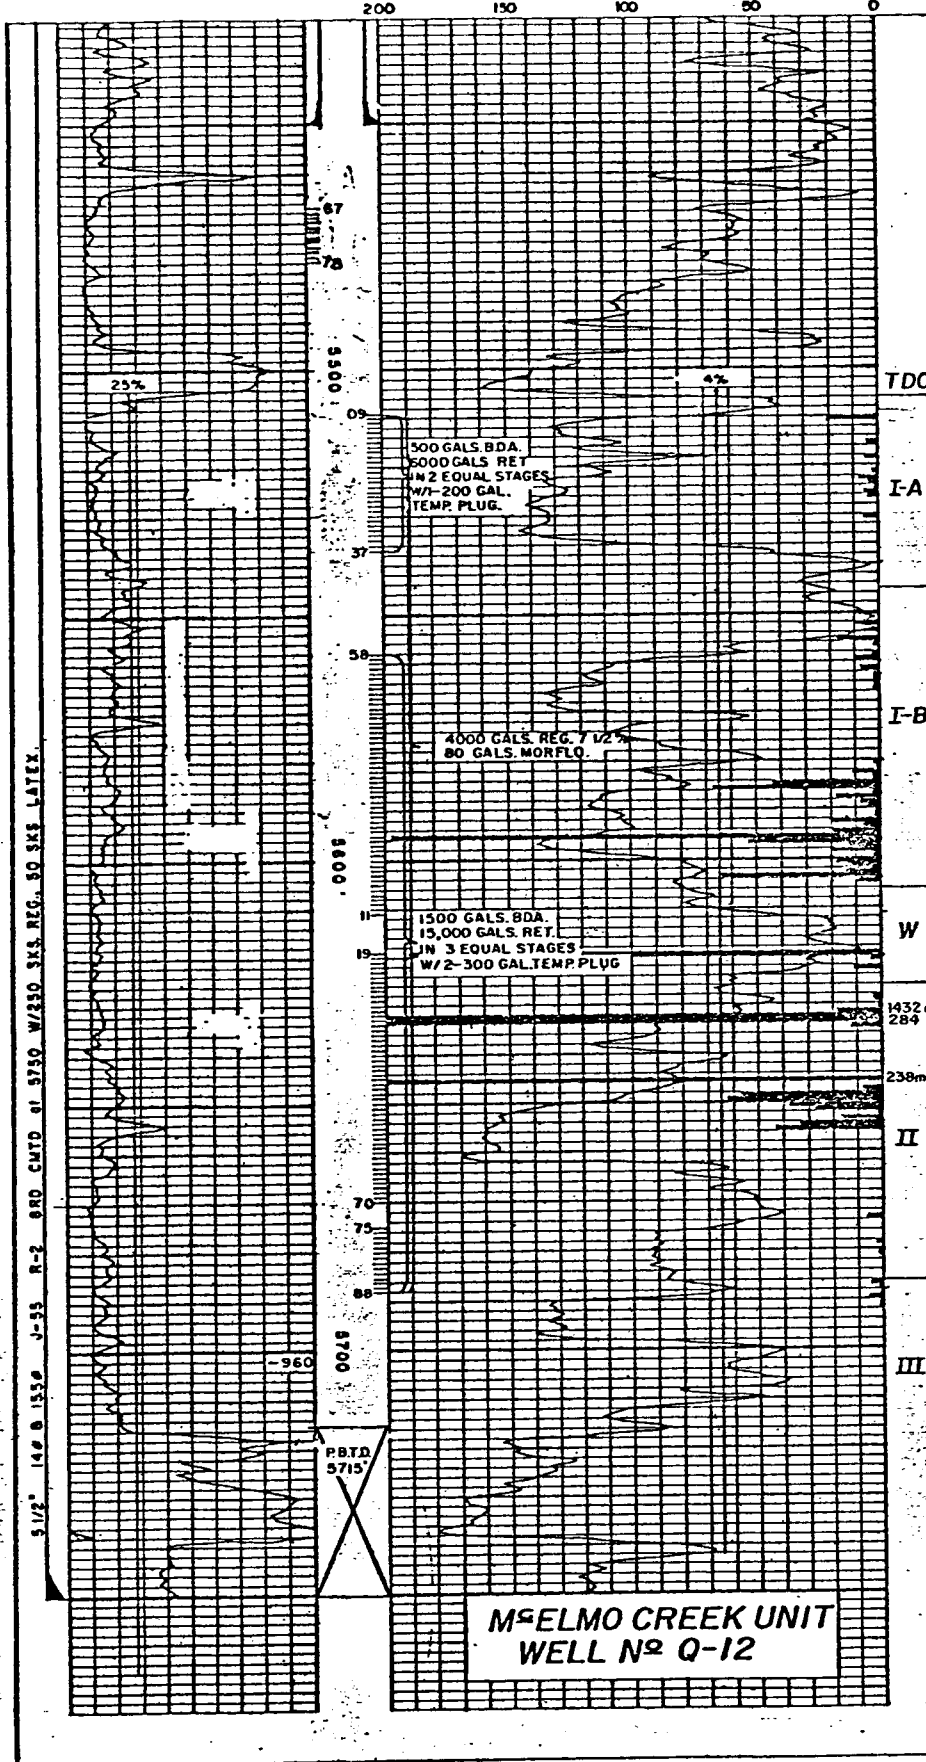 200 150 100 50 0
67
78
5500'
25%
4%
09
500 GALS. B.D.A.
6000 GALS RET
IN 2 EQUAL STAGES
W/1-200 GAL.
TEMP. PLUG.
I-A
37
58
I-B
4000 GALS. REG. 7 1/2%
80 GALS. MORFLO.
5600'
11
1500 GALS. BDA.
15,000 GALS. RET.
IN 3 EQUAL STAGES
W/2-300 GAL. TEMP. PLUG
19
W
1432
284
238m
II
70
75
88
5700
-960
III
P.B.T.D.
5715'
5 1/2" 14# & 15.5# J-55 R-2 8RD CMTD at 5750 W/250 SKS. REG., 50 SKS LATEX.
McELMO CREEK UNIT
WELL No Q-12